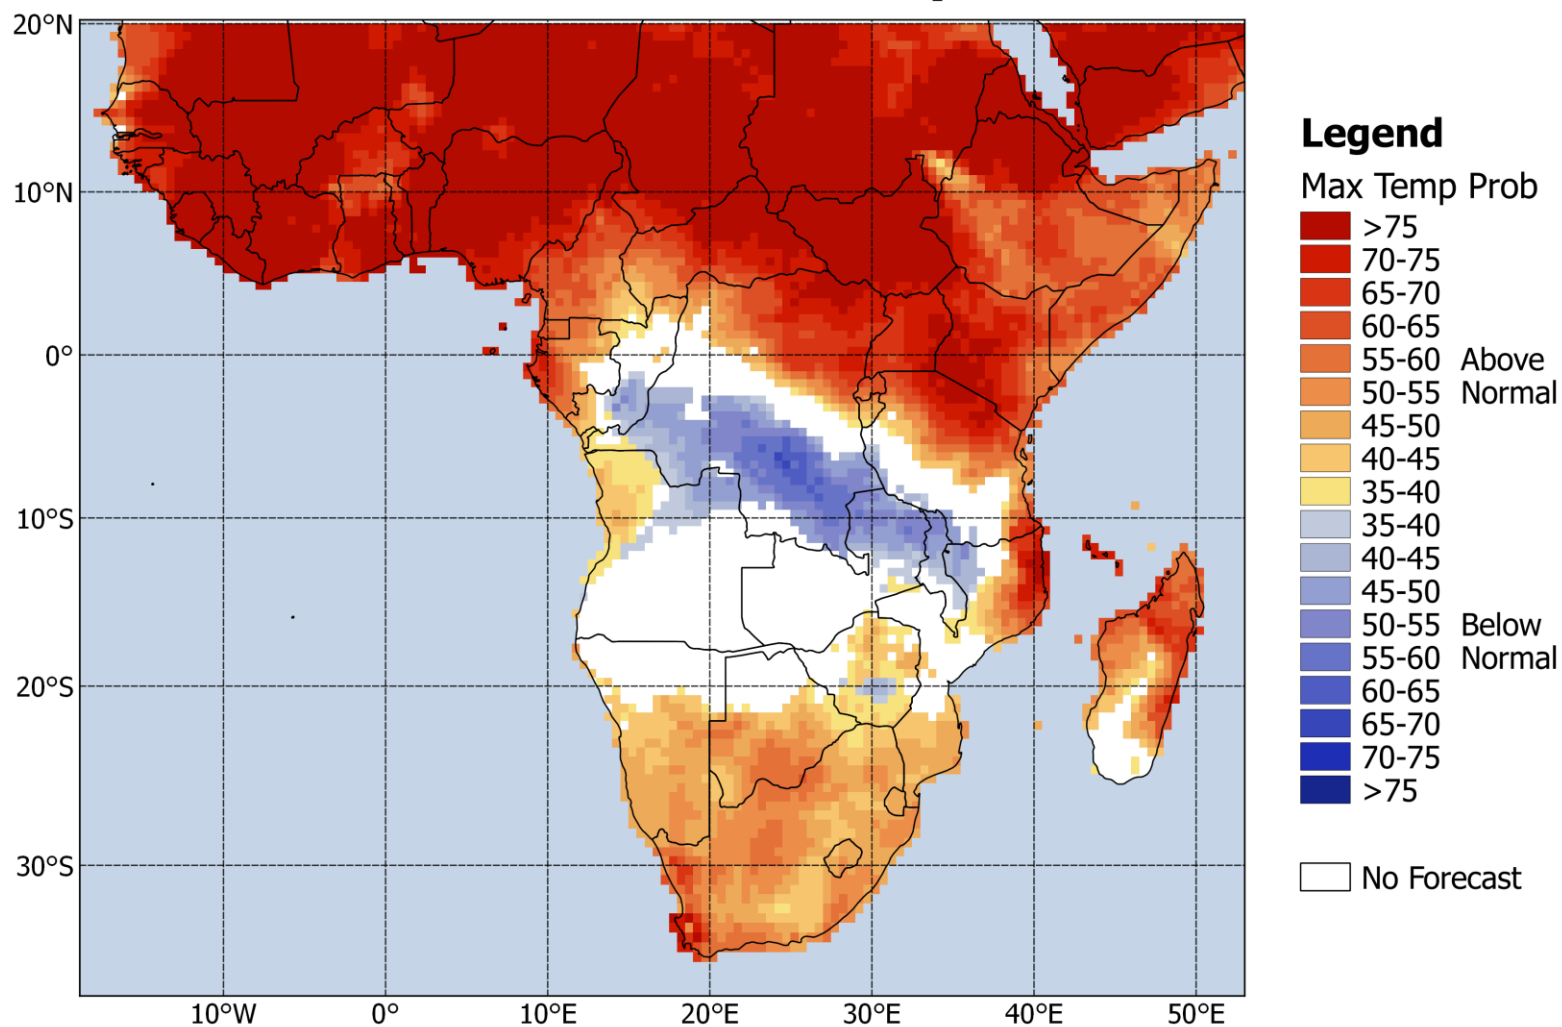 20°N
10°N
0°
10°S
20°S
30°S
10°W
0°
10°E
20°E
30°E
40°E
50°E
Legend
Max Temp Prob
>75
70-75
65-70
60-65
55-60 Above
50-55 Normal
45-50
40-45
35-40
35-40
40-45
45-50
50-55 Below
55-60 Normal
60-65
65-70
70-75
>75
No Forecast